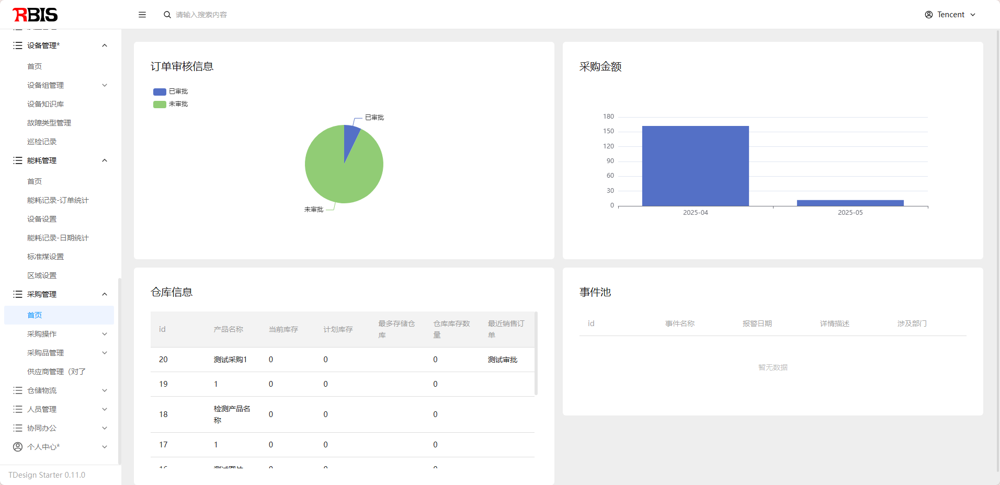 RBIS
请输入搜索内容
Tencent
设备管理*
首页
设备组管理
设备知识库
故障类型管理
巡检记录
能耗管理
首页
能耗记录-订单统计
设备设置
能耗记录-日期统计
标准煤设置
区域设置
采购管理
首页
采购操作
采购品管理
供应商管理（对了
仓储物流
人员管理
协同办公
个人中心*
TDesign Starter 0.11.0
订单审核信息
已审批
未审批
已审批
未审批
采购金额
180
150
120
90
60
30
0
2025-04 2025-05
仓库信息
id 产品名称 当前库存 计划库存 最多存储仓库 仓库库存数量 最近销售订单
20 测试采购1 0 0 0 测试审批
19 1 0 0 0
18 检测产品名称 0 0 0
17 1 0 0 0
16 测试图片 0 0 0
事件池
id 事件名称 报警日期 详情描述 涉及部门
暂无数据